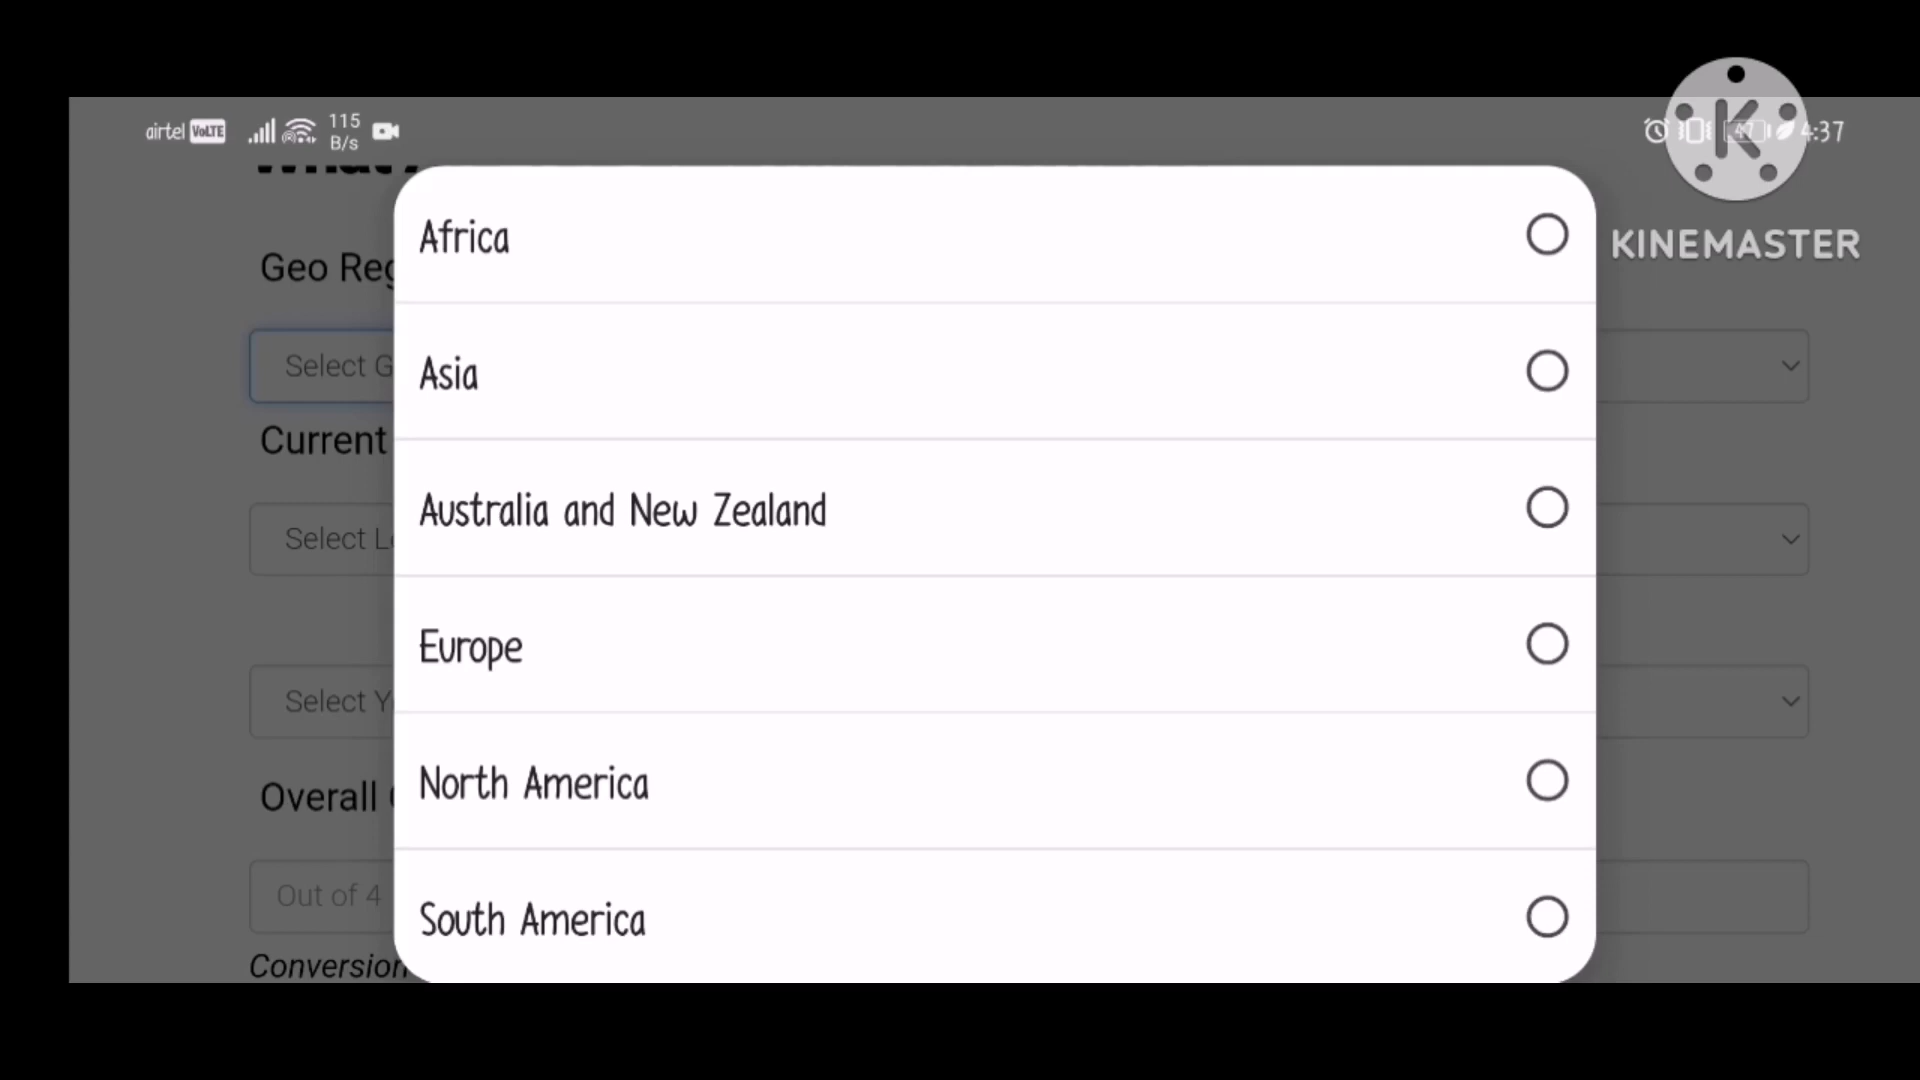 airtel VoLTE 115 B/s 47 4:37
KINEMASTER
Geo Reg
Select G
Current
Select L
Select Y
Overall
Out of 4
Conversion
Africa
Asia
Australia and New Zealand
Europe
North America
South America